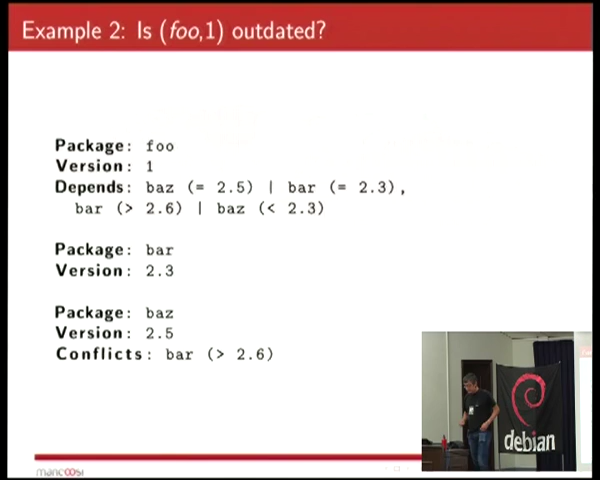 Example 2: Is (foo,1) outdated?
Package: foo
Version: 1
Depends: baz (= 2.5) | bar (= 2.3),
bar (> 2.6) | baz (< 2.3)
Package: bar
Version: 2.3
Package: baz
Version: 2.5
Conflicts: bar (> 2.6)
debian
mancoosi